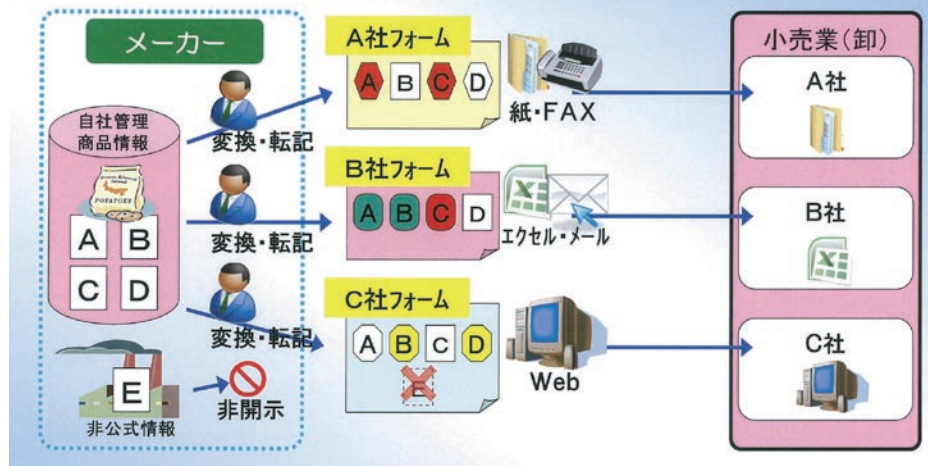 メーカー
自社管理
商品情報
POTATOES
A
B
C
D
E
非公式情報
変換・転記
変換・転記
変換・転記
非開示
A社フォーム
A B C D
紙・FAX
B社フォーム
A B C D
エクセル・メール
C社フォーム
A B C D
E
Web
小売業(卸)
A社
B社
C社